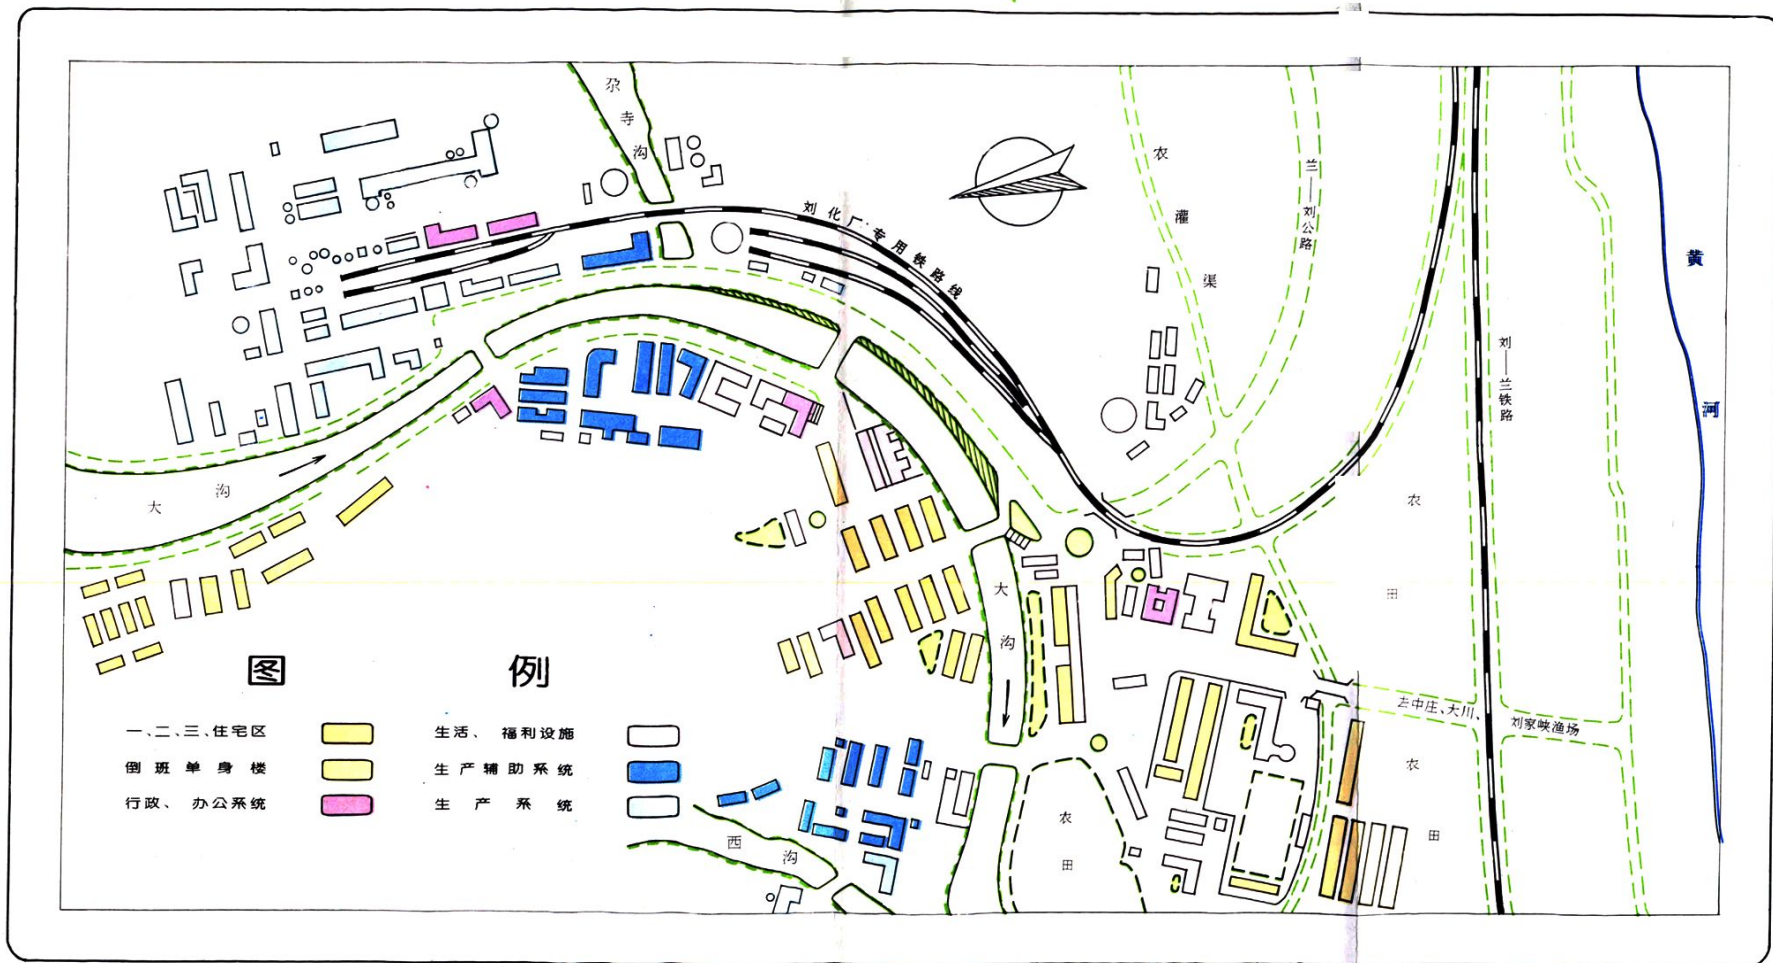 尕寺沟
刘化厂专用铁路线
农灌渠
兰——刘公路
刘——兰铁路
黄河
大沟
大沟
农田
去中庄、大川、刘家峡渔场
农田
农田
西沟
图例
一、二、三、住宅区
倒班单身楼
行政、办公系统
生活、福利设施
生产辅助系统
生产系统